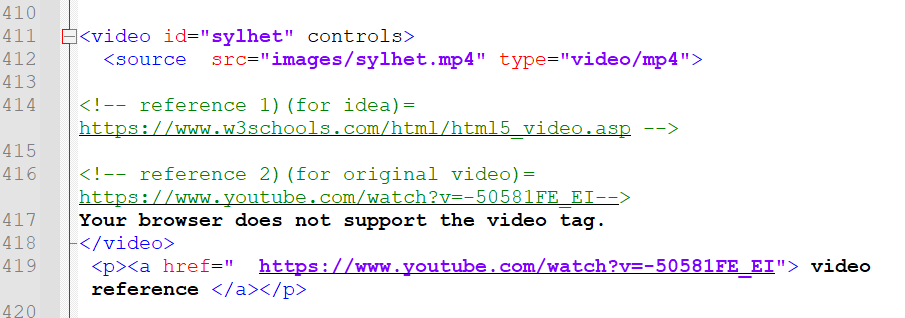 410
411 <video id="sylhet" controls>
412 <source  src="images/sylhet.mp4" type="video/mp4">
413
414 <!-- reference 1)(for idea)=
https://www.w3schools.com/html/html5_video.asp -->
415
416 <!-- reference 2)(for original video)=
https://www.youtube.com/watch?v=-50581FE_EI-->
417 Your browser does not support the video tag.
418 </video>
419 <p><a href="  https://www.youtube.com/watch?v=-50581FE_EI"> video
reference </a></p>
420